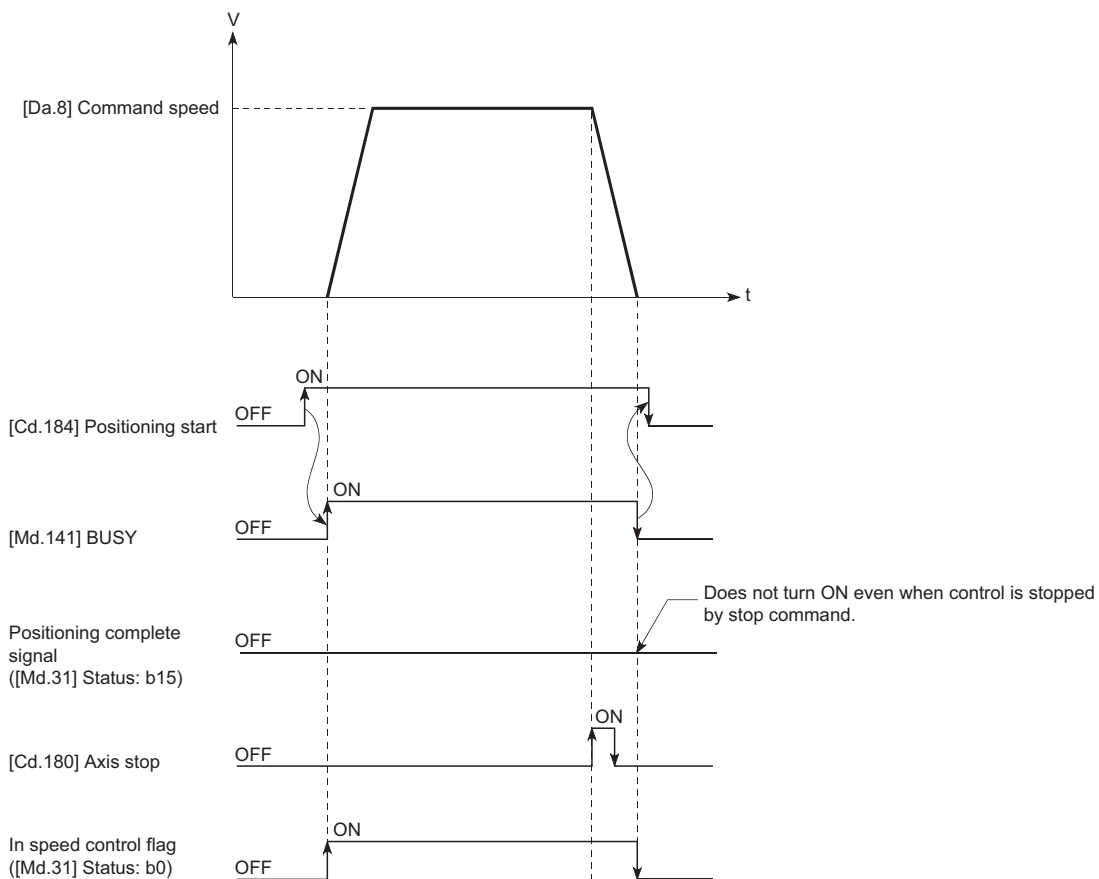 V
[Da.8] Command speed
t
ON
OFF
[Cd.184] Positioning start
ON
OFF
[Md.141] BUSY
Does not turn ON even when control is stopped
by stop command.
Positioning complete
signal
([Md.31] Status: b15)
OFF
ON
OFF
[Cd.180] Axis stop
ON
In speed control flag
([Md.31] Status: b0)
OFF